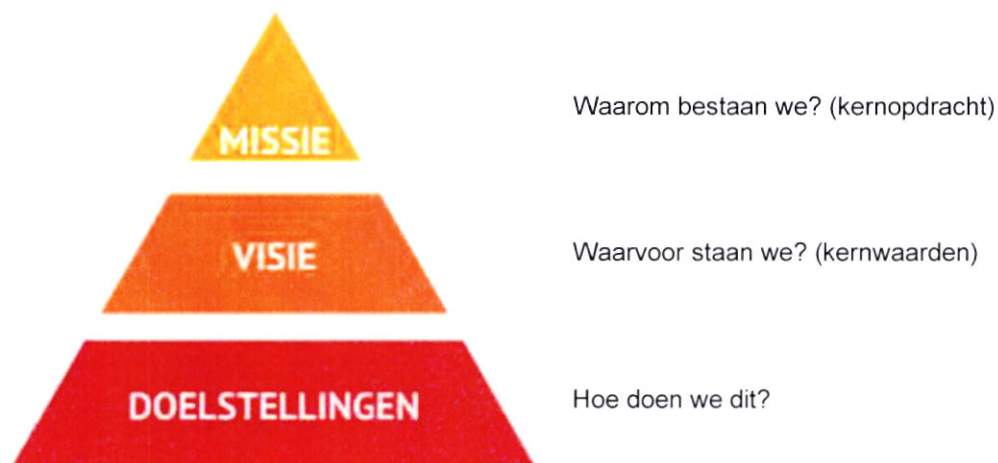 MISSIE
Waarom bestaan we? (kernopdracht)
VISIE
Waarvoor staan we? (kernwaarden)
DOELSTELLINGEN
Hoe doen we dit?